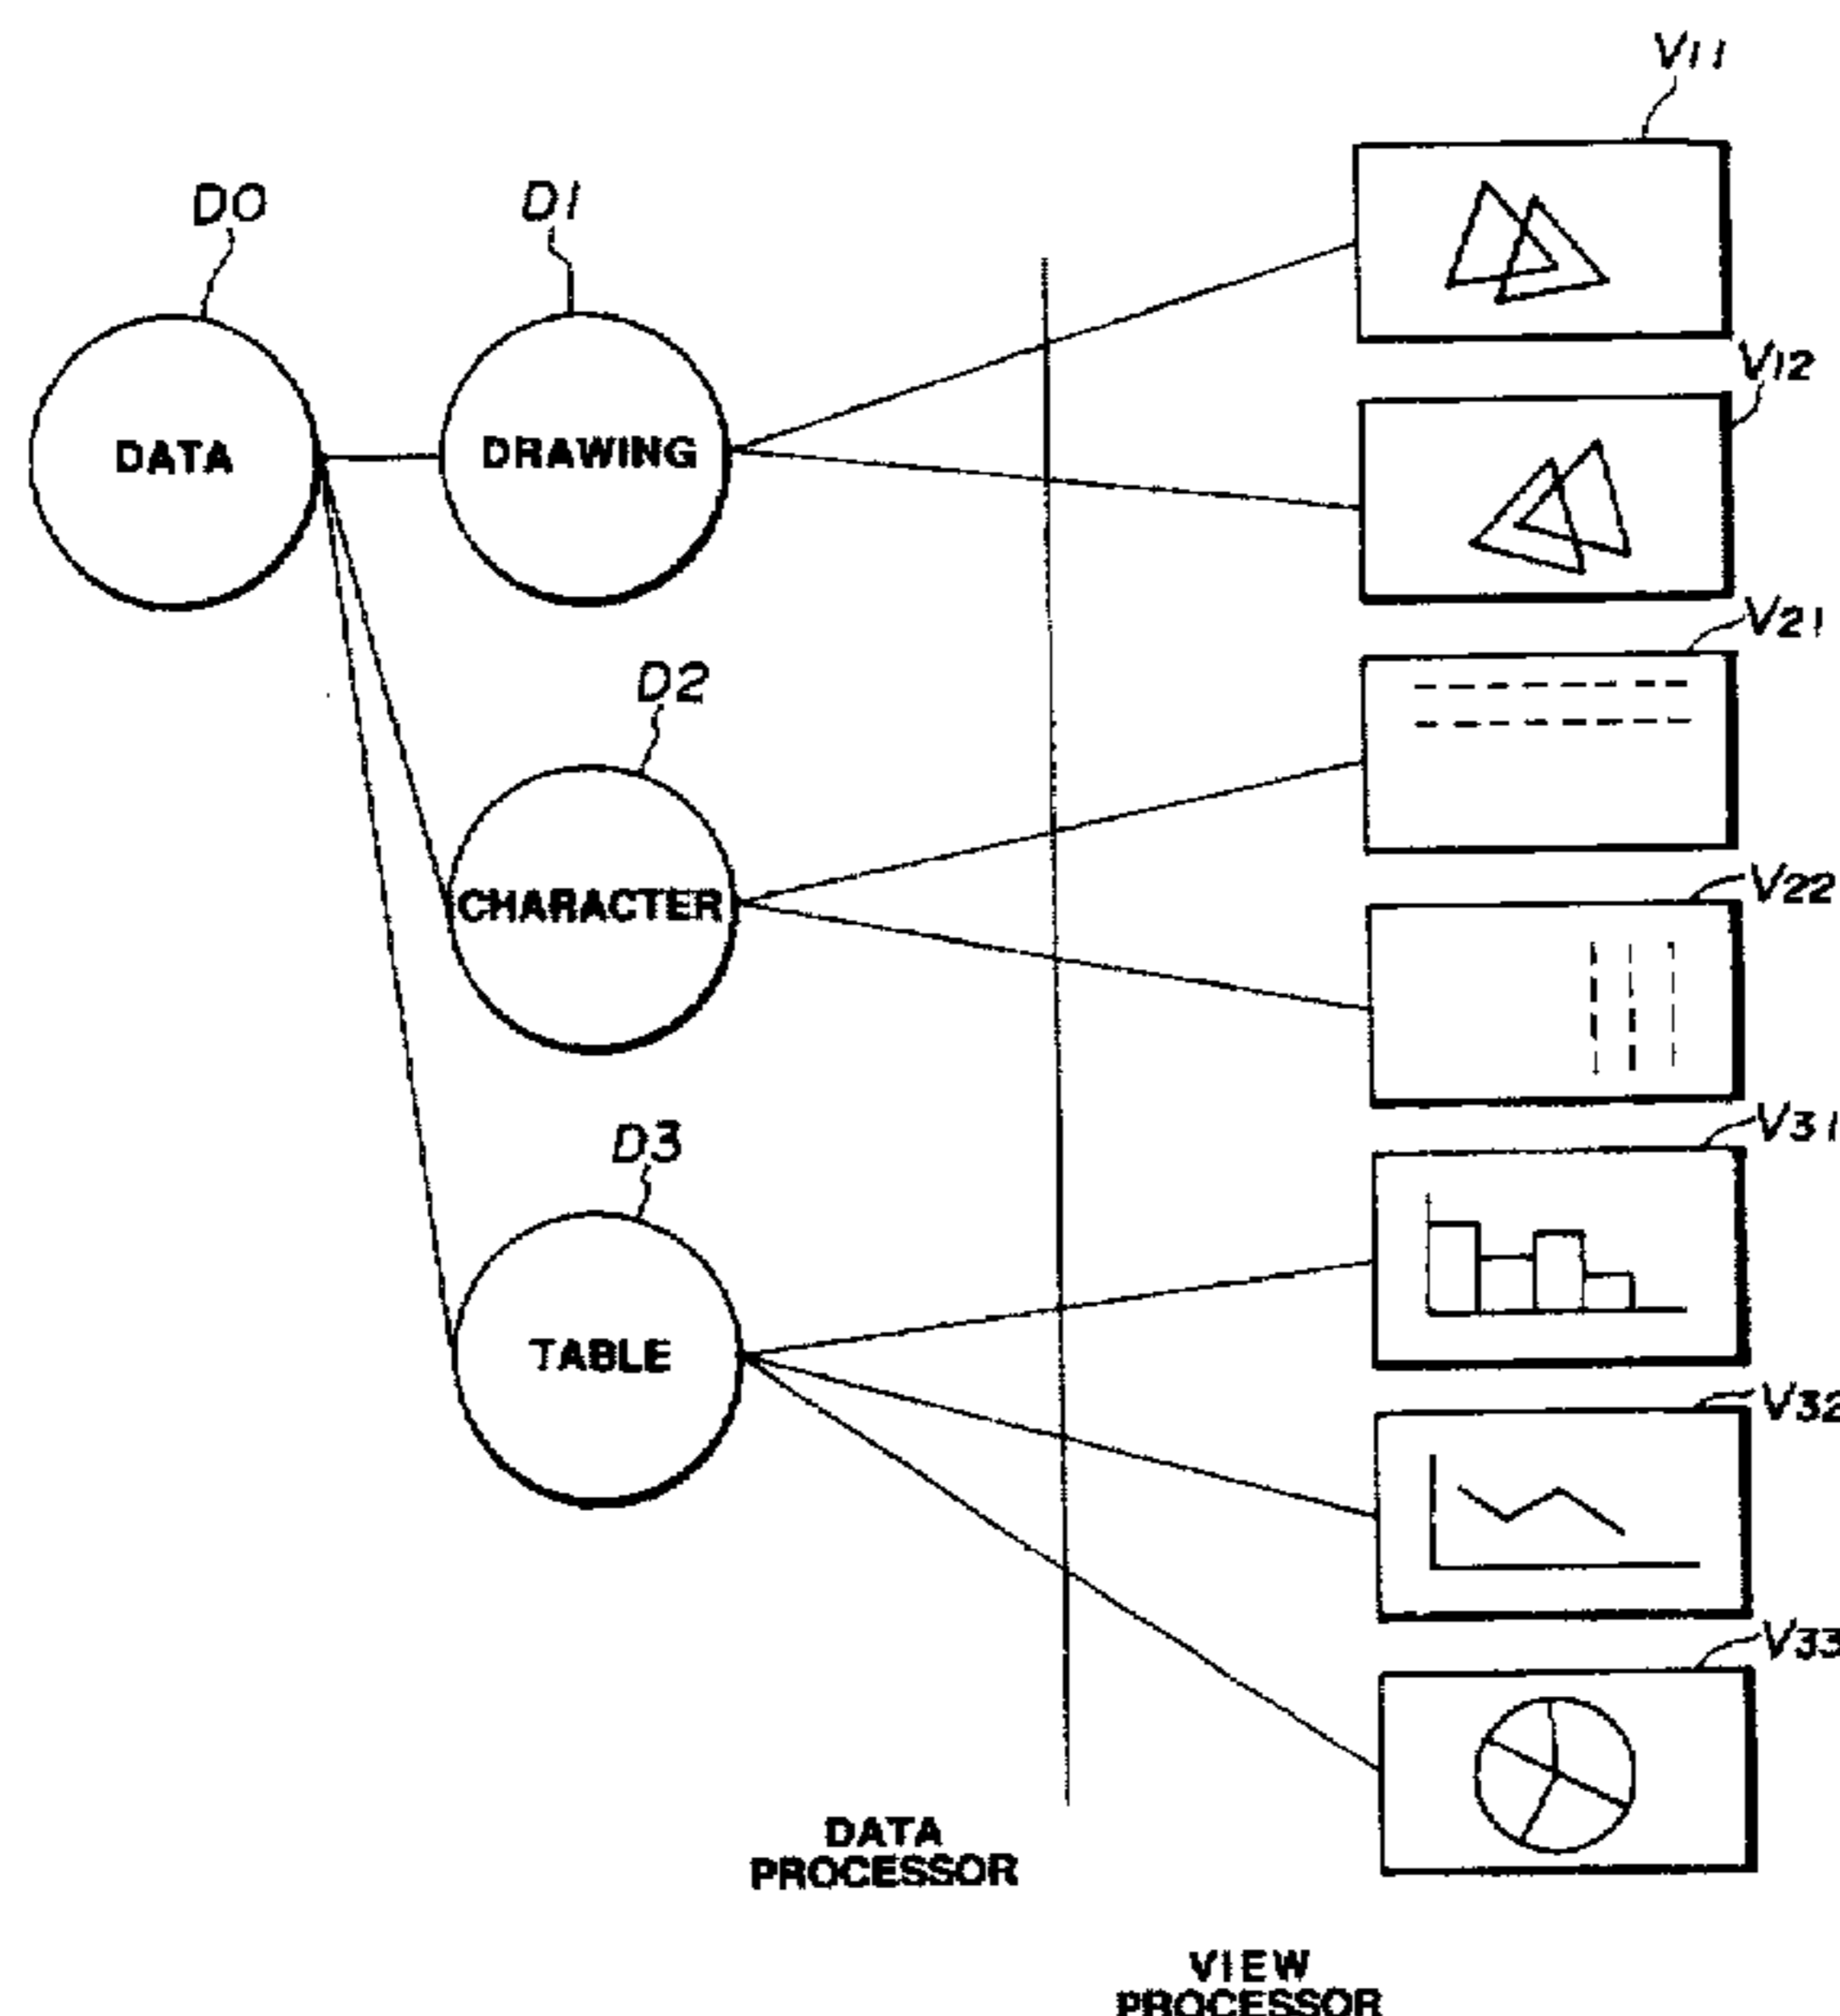 V11
D0
D1
DATA
DRAWING
V12
V21
D2
CHARACTER
V22
D3
V31
TABLE
V32
V33
DATA
PROCESSOR
VIEW
PROCESSOR